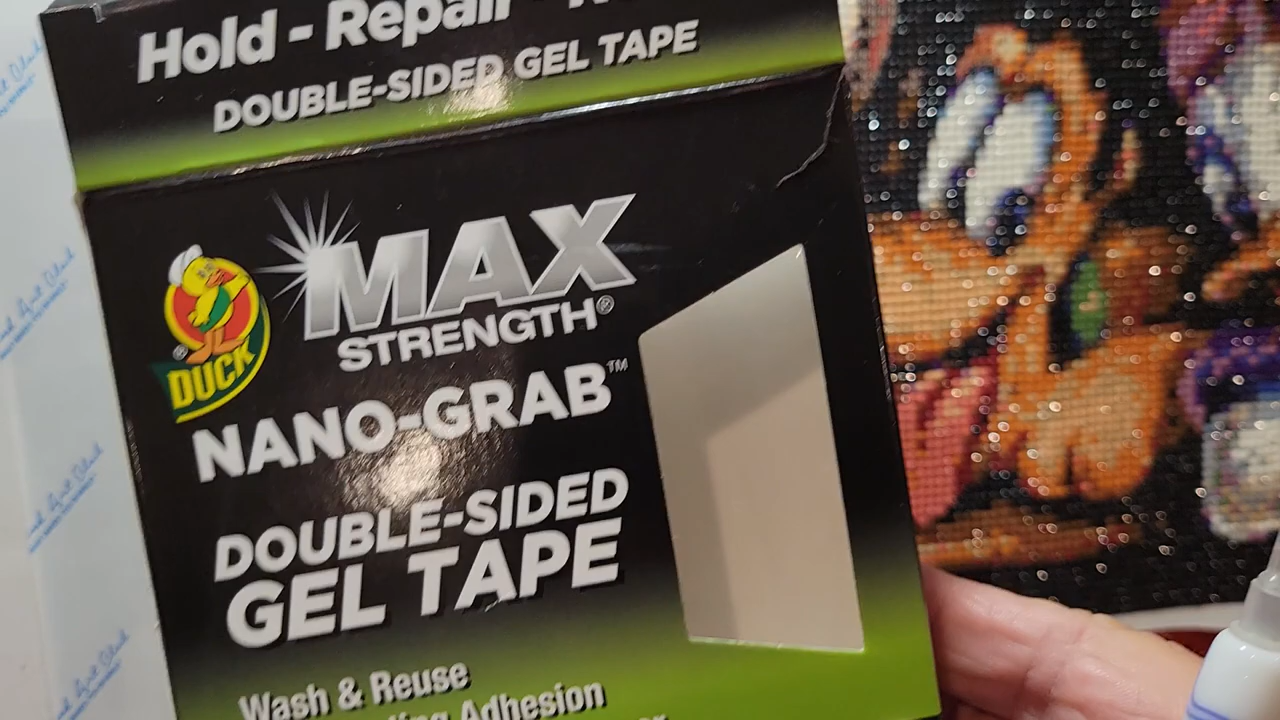 Hold - Repair -
DOUBLE-SIDED GEL TAPE
MAX
STRENGTH®
DUCK
®
NANO-GRAB™
DOUBLE-SIDED
GEL TAPE
Wash & Reuse
Adhesion